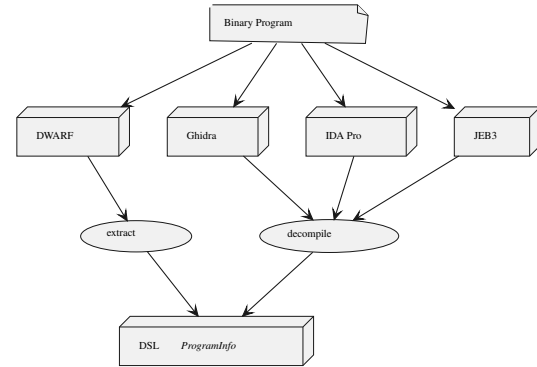 Binary Program
DWARF
Ghidra
IDA Pro
JEB3
extract
decompile
DSL ProgramInfo